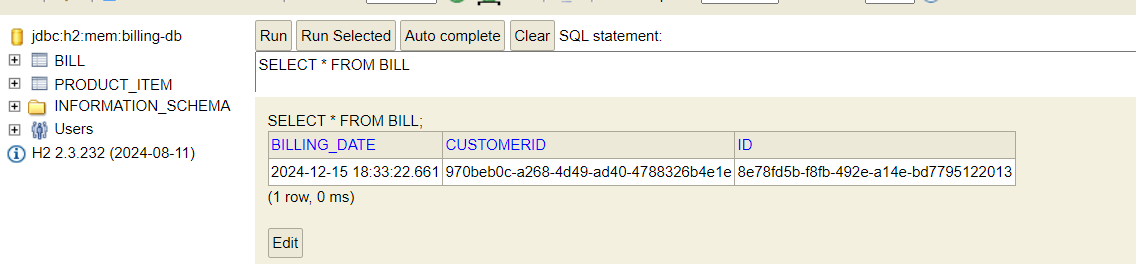 jdbc:h2:mem:billing-db
BILL
PRODUCT_ITEM
INFORMATION_SCHEMA
Users
H2 2.3.232 (2024-08-11)
Run Run Selected Auto complete Clear SQL statement:
SELECT * FROM BILL
SELECT * FROM BILL;
BILLING_DATE CUSTOMERID ID
2024-12-15 18:33:22.661 970beb0c-a268-4d49-ad40-4788326b4e1e 8e78fd5b-f8fb-492e-a14e-bd7795122013
(1 row, 0 ms)
Edit